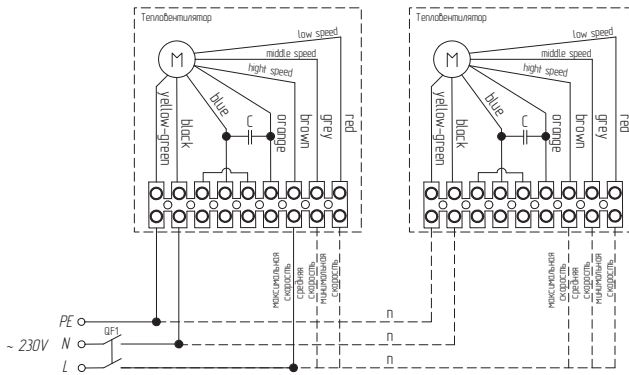 Тепловентилятор
low speed
middle speed
hight speed
M
C
yellow-green
black
blue
orange
brown
grey
red
максимальная
скорость
средняя
скорость
минимальная
скорость
Тепловентилятор
low speed
middle speed
hight speed
M
C
yellow-green
black
blue
orange
brown
grey
red
максимальная
скорость
средняя
скорость
минимальная
скорость
PE
n
QF1
~ 230V
N
n
L
n